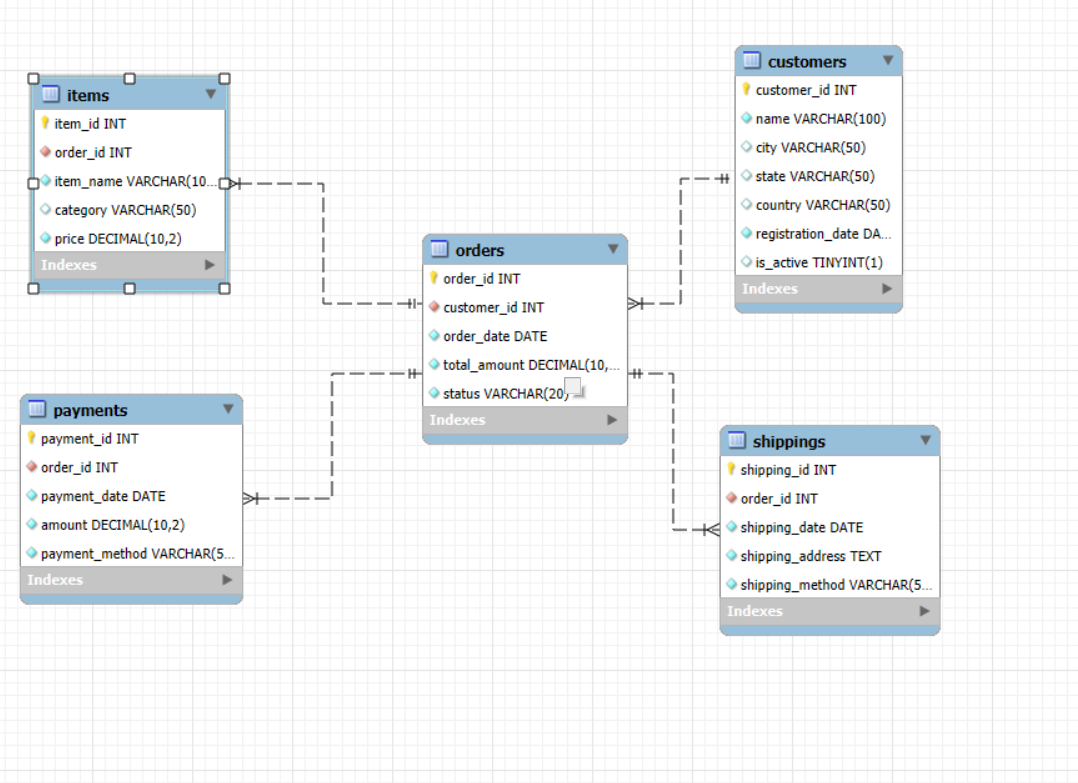 items
item_id INT
order_id INT
item_name VARCHAR(10...
category VARCHAR(50)
price DECIMAL(10,2)
Indexes
customers
customer_id INT
name VARCHAR(100)
city VARCHAR(50)
state VARCHAR(50)
country VARCHAR(50)
registration_date DA...
is_active TINYINT(1)
Indexes
orders
order_id INT
customer_id INT
order_date DATE
total_amount DECIMAL(10,...
status VARCHAR(20)
Indexes
payments
payment_id INT
order_id INT
payment_date DATE
amount DECIMAL(10,2)
payment_method VARCHAR(5...
Indexes
shippings
shipping_id INT
order_id INT
shipping_date DATE
shipping_address TEXT
shipping_method VARCHAR(5...
Indexes